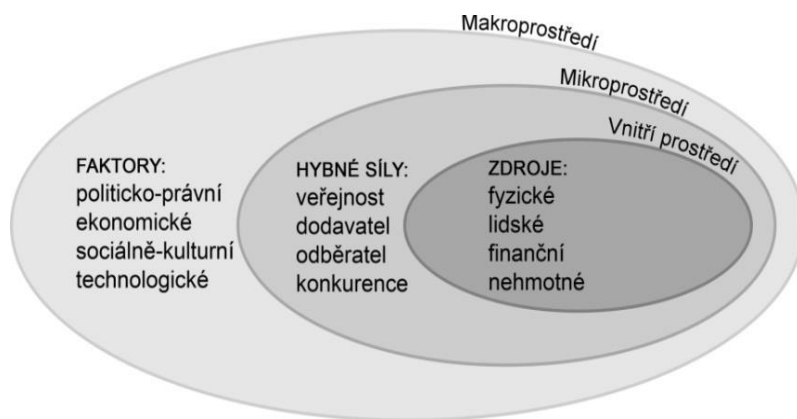 Makroprostředí
Mikroprostředí
Vnitří prostředí
FAKTORY:
politicko-právní
ekonomické
sociálně-kulturní
technologické
HYBNÉ SÍLY:
veřejnost
dodavatel
odběratel
konkurence
ZDROJE:
fyzické
lidské
finanční
nehmotné